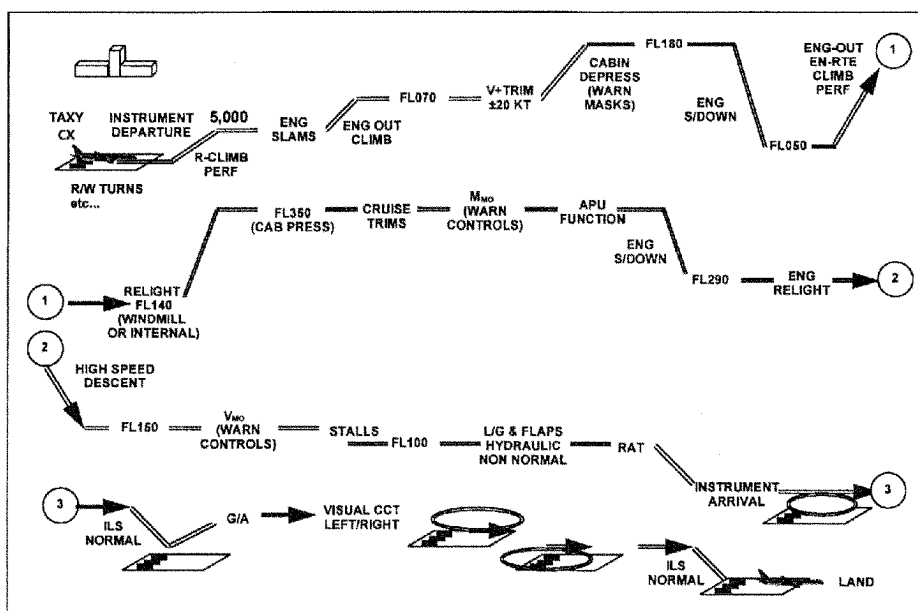 TAXY
CX
INSTRUMENT
DEPARTURE
5,000
R-CLIMB
PERF
R/W TURNS
etc...
ENG
SLAMS
ENG OUT
CLIMB
FL070
V+TRIM
±20 KT
FL180
CABIN
DEPRESS
(WARN
MASKS)
ENG
S/DOWN
FL050
ENG-OUT
EN-RTE
CLIMB
PERF
1
1
RELIGHT
FL140
(WINDMILL
OR INTERNAL)
FL350
(CAB PRESS)
CRUISE
TRIMS
MMO
(WARN
CONTROLS)
APU
FUNCTION
ENG
S/DOWN
FL290
ENG
RELIGHT
2
2
HIGH SPEED
DESCENT
FL150
VMO
(WARN
CONTROLS)
STALLS
FL100
L/G & FLAPS
HYDRAULIC
NON NORMAL
RAT
INSTRUMENT
ARRIVAL
3
3
ILS
NORMAL
G/A
VISUAL CCT
LEFT/RIGHT
ILS
NORMAL
LAND